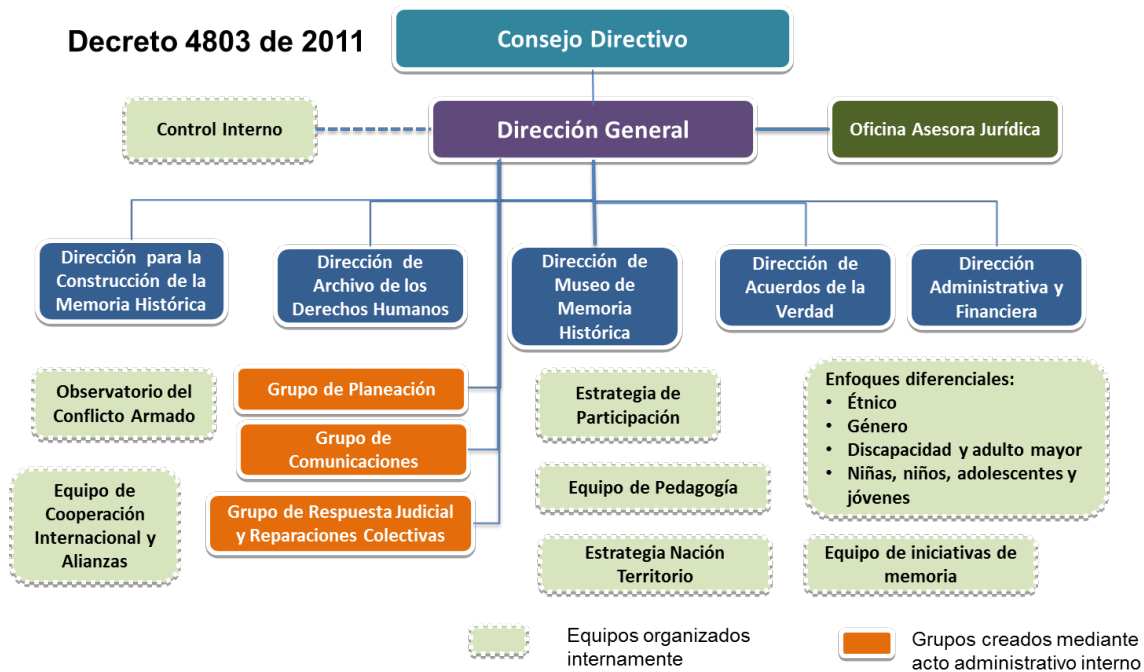 Decreto 4803 de 2011
Consejo Directivo
Control Interno
Dirección General
Oficina Asesora Jurídica
Dirección para la
Construcción de la
Memoria Histórica
Dirección de
Archivo de los
Derechos Humanos
Dirección de
Museo de
Memoria
Histórica
Dirección de
Acuerdos de la
Verdad
Dirección
Administrativa y
Financiera
Observatorio del
Conflicto Armado
Grupo de Planeación
Estrategia de
Participación
Enfoques diferenciales:
• Étnico
• Género
• Discapacidad y adulto mayor
• Niñas, niños, adolescentes y
jóvenes
Grupo de
Comunicaciones
Equipo de
Cooperación
Internacional y
Alianzas
Equipo de Pedagogía
Grupo de Respuesta Judicial
y Reparaciones Colectivas
Estrategia Nación
Territorio
Equipo de iniciativas de
memoria
Equipos organizados
internamente
Grupos creados mediante
acto administrativo interno